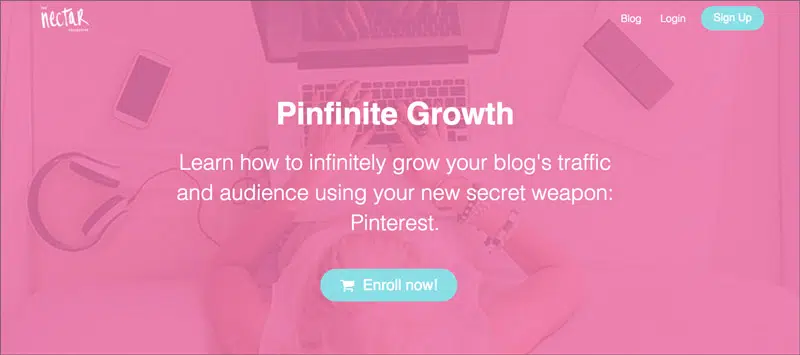 the
nectar
Blog
Login
Sign Up
Pinfinite Growth
Learn how to infinitely grow your blog's traffic
and audience using your new secret weapon:
Pinterest.
Enroll now!